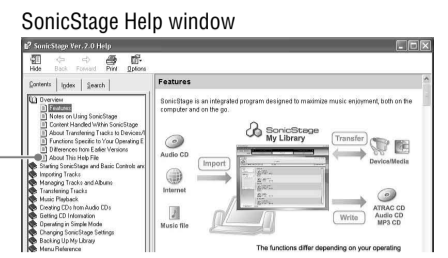 SonicStage Help window
SonicStage Ver.2.0 Help
Hide Back Forward Print Options
Contents Index Search
Overview
Features
Notes on Using SonicStage
Content Handled Within SonicStage
About Transferring Tracks to Devices/
Functions Specific to Your Operating E
Differences from Earlier Versions
About This Help File
Starting SonicStage and Basic Controls an
Importing Tracks
Managing Tracks and Albums
Transferring Tracks
Music Playback
Creating CDs from Audio CDs
Getting CD Information
Operating in Simple Mode
Changing SonicStage Settings
Backing Up My Library
Menu Reference
Features
SonicStage is an integrated program designed to maximize music enjoyment, both on the
computer and on the go.
SonicStage
My Library
Audio CD
Import
Internet
Music file
Transfer
Device/Media
Write
ATRAC CD
Audio CD
MP3 CD
The functions differ depending on your operating